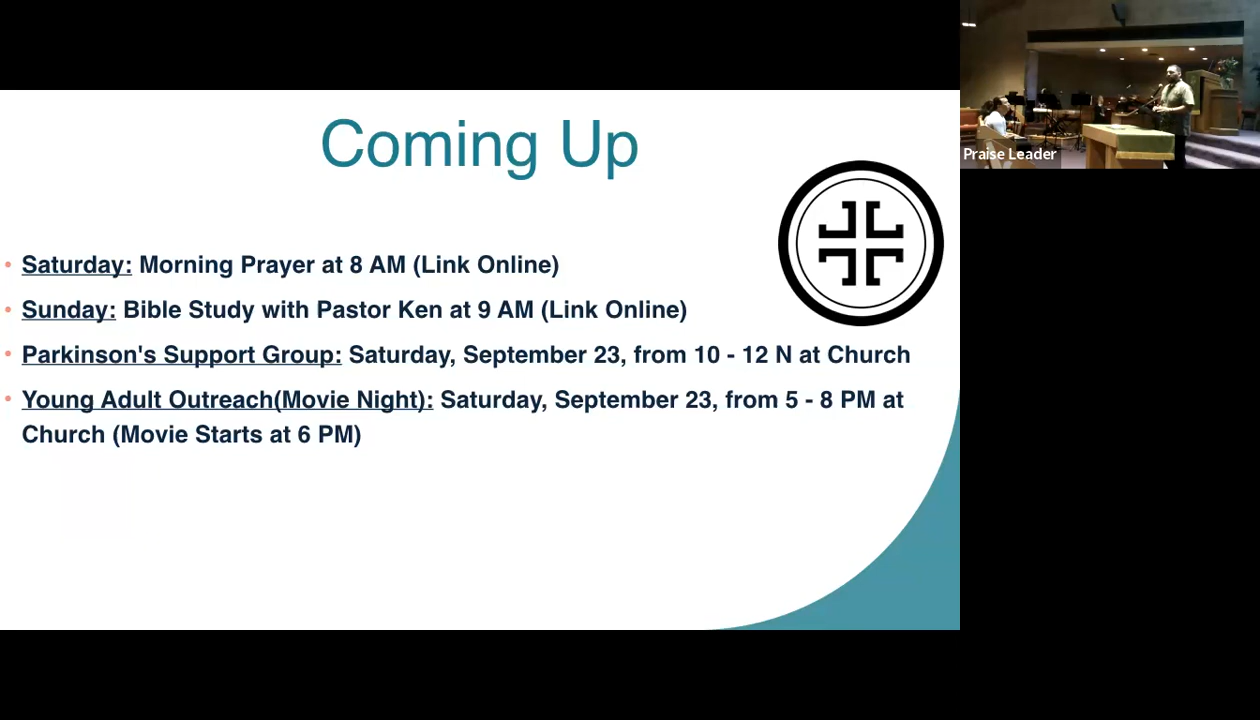 Coming Up
Saturday: Morning Prayer at 8 AM (Link Online)
Sunday: Bible Study with Pastor Ken at 9 AM (Link Online)
Parkinson's Support Group: Saturday, September 23, from 10 - 12 N at Church
Young Adult Outreach(Movie Night): Saturday, September 23, from 5 - 8 PM at
Church (Movie Starts at 6 PM)
Praise Leader